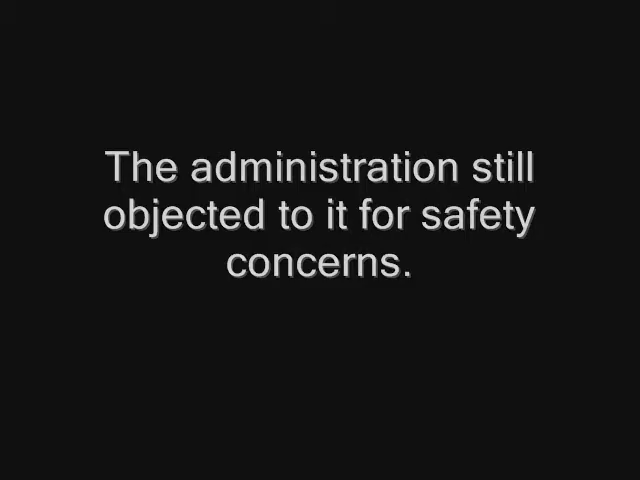 The administration still
objected to it for safety
concerns.